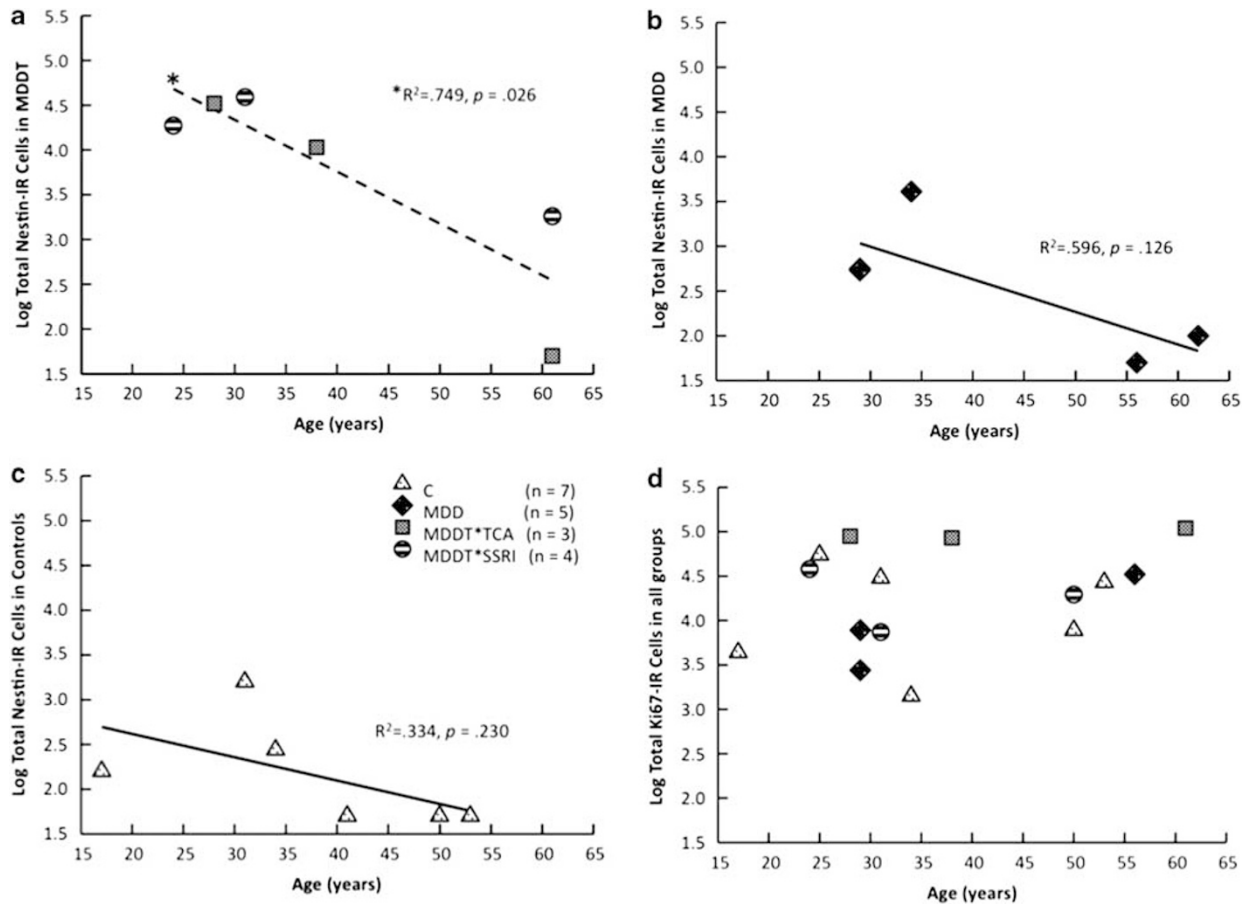 a
5.5
5.0
4.5
4.0
3.5
3.0
2.5
2.0
1.5
Log Total Nestin-IR Cells in MDDT
*
*R²=.749, p = .026
15 20 25 30 35 40 45 50 55 60 65
Age (years)
b
5.5
5.0
4.5
4.0
3.5
3.0
2.5
2.0
1.5
Log Total Nestin-IR Cells in MDD
R²=.596, p = .126
15 20 25 30 35 40 45 50 55 60 65
Age (years)
c
5.5
5.0
4.5
4.0
3.5
3.0
2.5
2.0
1.5
Log Total Nestin-IR Cells in Controls
C (n = 7)
MDD (n = 5)
MDDT*TCA (n = 3)
MDDT*SSRI (n = 4)
R²=.334, p = .230
15 20 25 30 35 40 45 50 55 60 65
Age (years)
d
5.5
5.0
4.5
4.0
3.5
3.0
2.5
2.0
1.5
Log Total Ki67-IR Cells in all groups
15 20 25 30 35 40 45 50 55 60 65
Age (years)